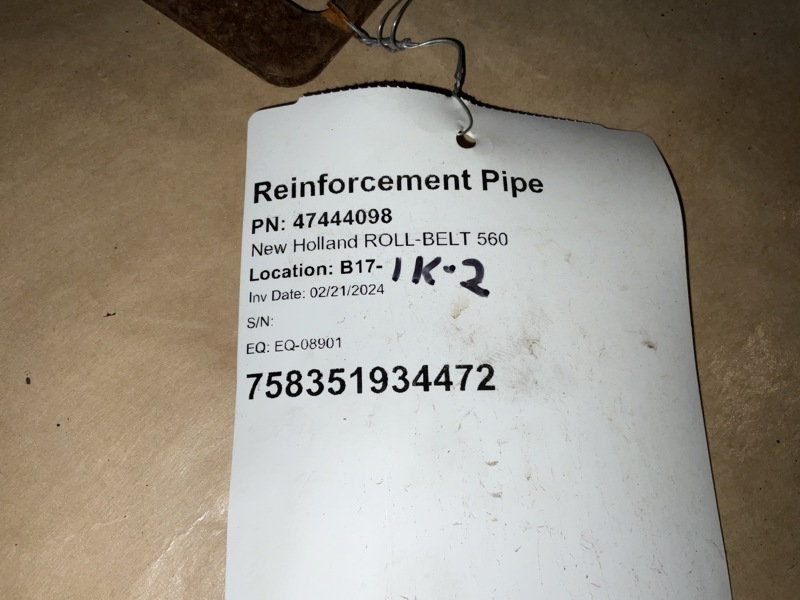 Reinforcement Pipe
PN: 47444098
New Holland ROLL-BELT 560
Location: B17-1K-2
Inv Date: 02/21/2024
S/N:
EQ: EQ-08901
758351934472